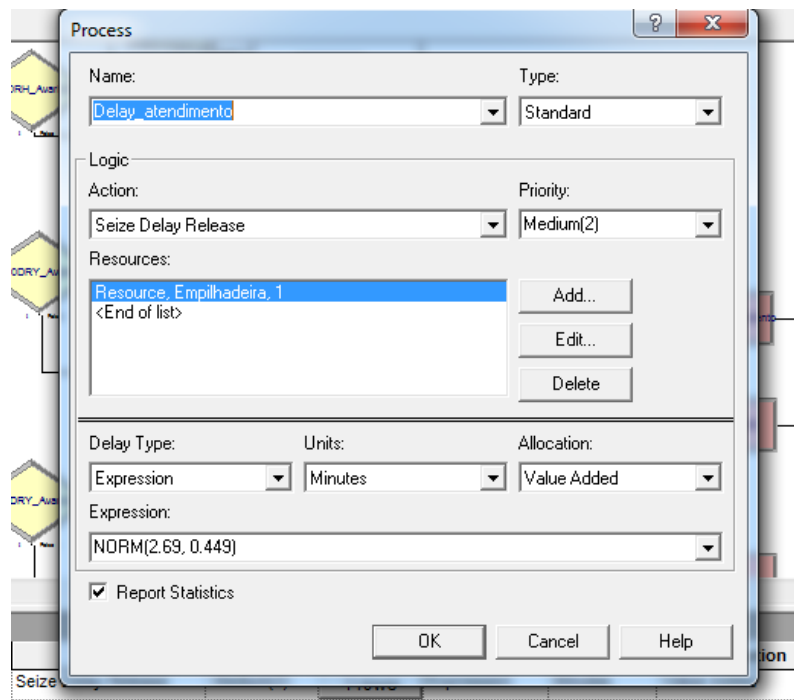 Process
Name:
Type:
Delay_atendimento
Standard
Logic
Action:
Priority:
Seize Delay Release
Medium(2)
Resources:
Resource, Empilhadeira, 1
<End of list>
Add...
Edit...
Delete
Delay Type:
Units:
Allocation:
Expression
Minutes
Value Added
Expression:
NORM(2.69, 0.449)
Report Statistics
OK
Cancel
Help
Seize